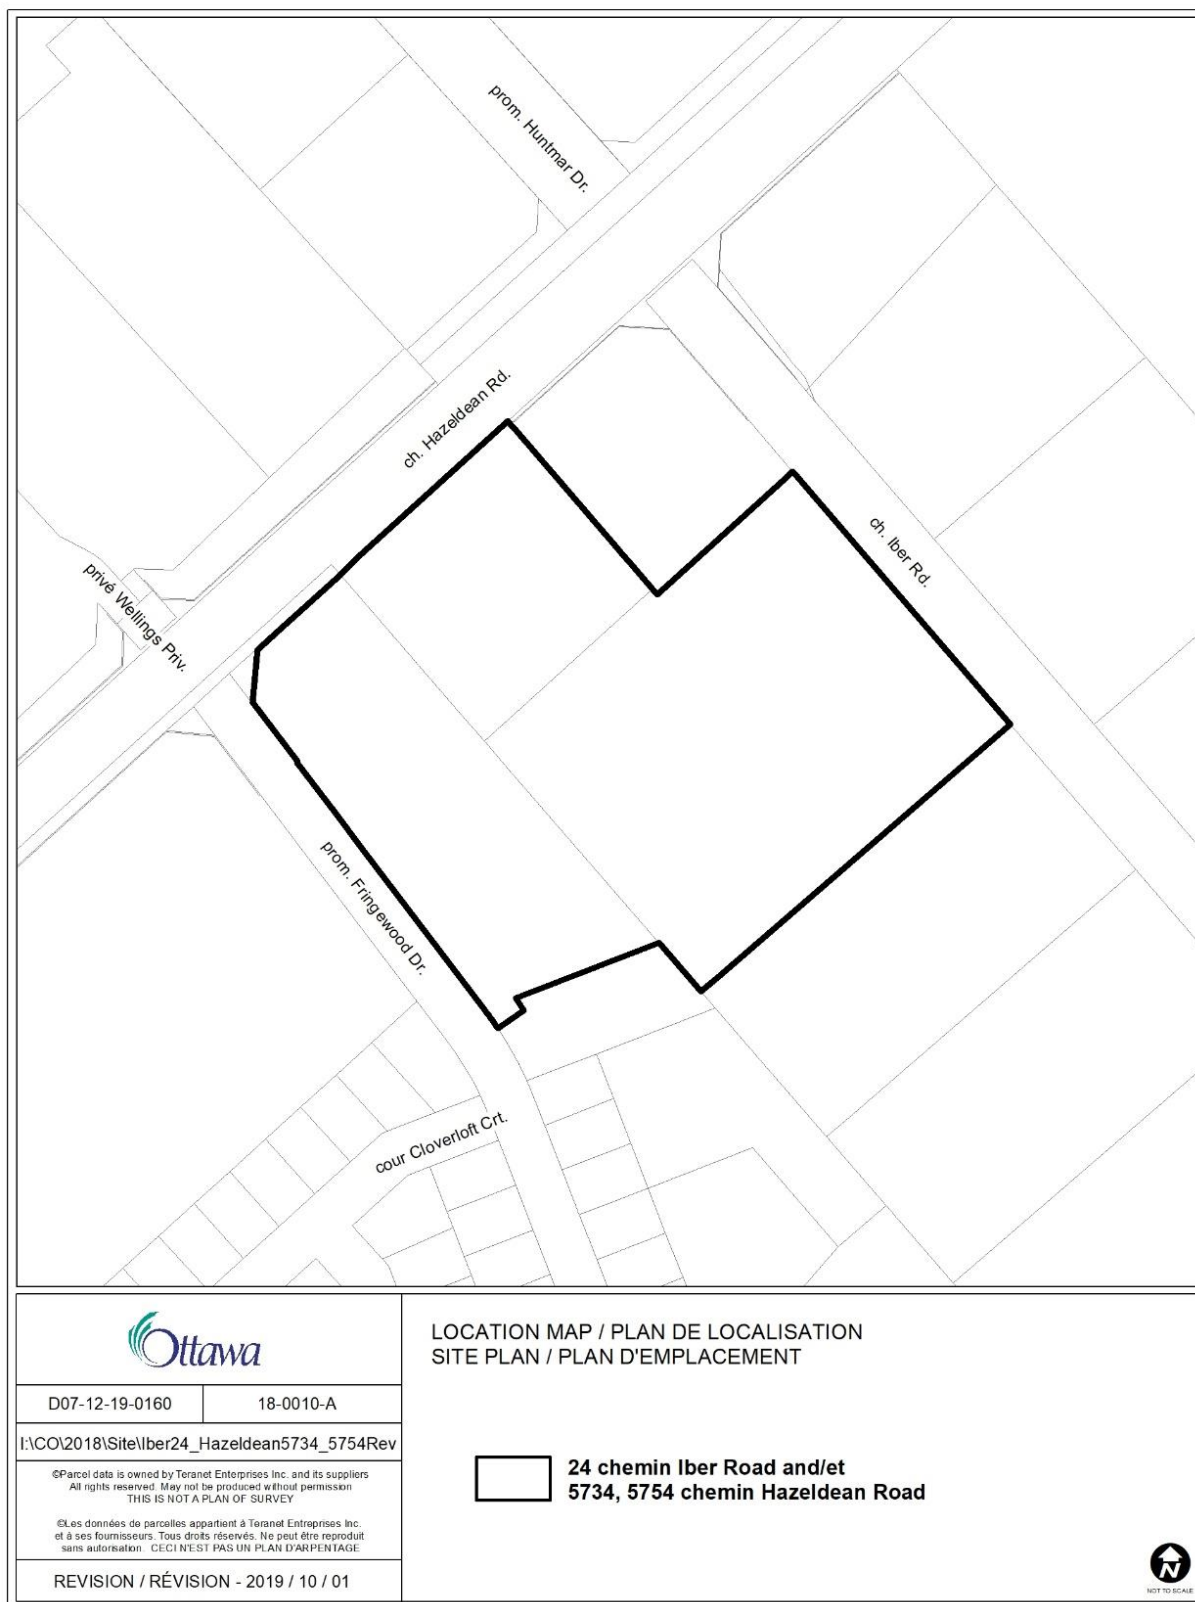 prom. Huntmar Dr.
ch. Hazeldean Rd.
ch. Iber Rd.
privé Wellings Priv.
prom. Fringewood Dr.
cour Cloverloft Crt.
Ottawa
D07-12-19-0160
18-0010-A
I:\CO\2018\Site\Iber24_Hazeldean5734_5754Rev
©Parcel data is owned by Teranet Enterprises Inc. and its suppliers
All rights reserved. May not be produced without permission
THIS IS NOT A PLAN OF SURVEY
©Les données de parcelles appartient à Teranet Entreprises Inc.
et à ses fournisseurs. Tous droits réservés. Ne peut être reproduit
sans autorisation. CECI N'EST PAS UN PLAN D'ARPENTAGE
REVISION / RÉVISION - 2019 / 10 / 01
LOCATION MAP / PLAN DE LOCALISATION
SITE PLAN / PLAN D'EMPLACEMENT
24 chemin Iber Road and/et
5734, 5754 chemin Hazeldean Road
N
NOT TO SCALE